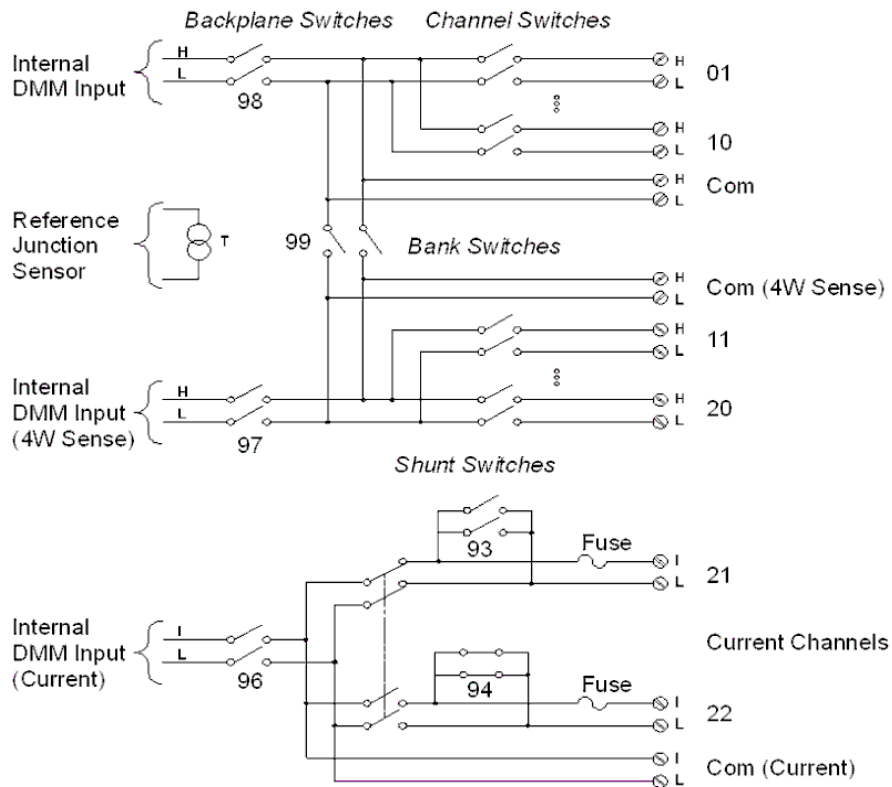 Backplane Switches
Channel Switches
Internal
DMM Input
H
L
98
H
L
01
H
L
10
H
L
Com
Reference
Junction
Sensor
T
99
Bank Switches
H
L
Com (4W Sense)
H
L
11
Internal
DMM Input
(4W Sense)
H
L
97
H
L
20
Shunt Switches
93
Fuse
I
L
21
Internal
DMM Input
(Current)
I
L
96
Current Channels
94
Fuse
I
L
22
I
L
Com (Current)